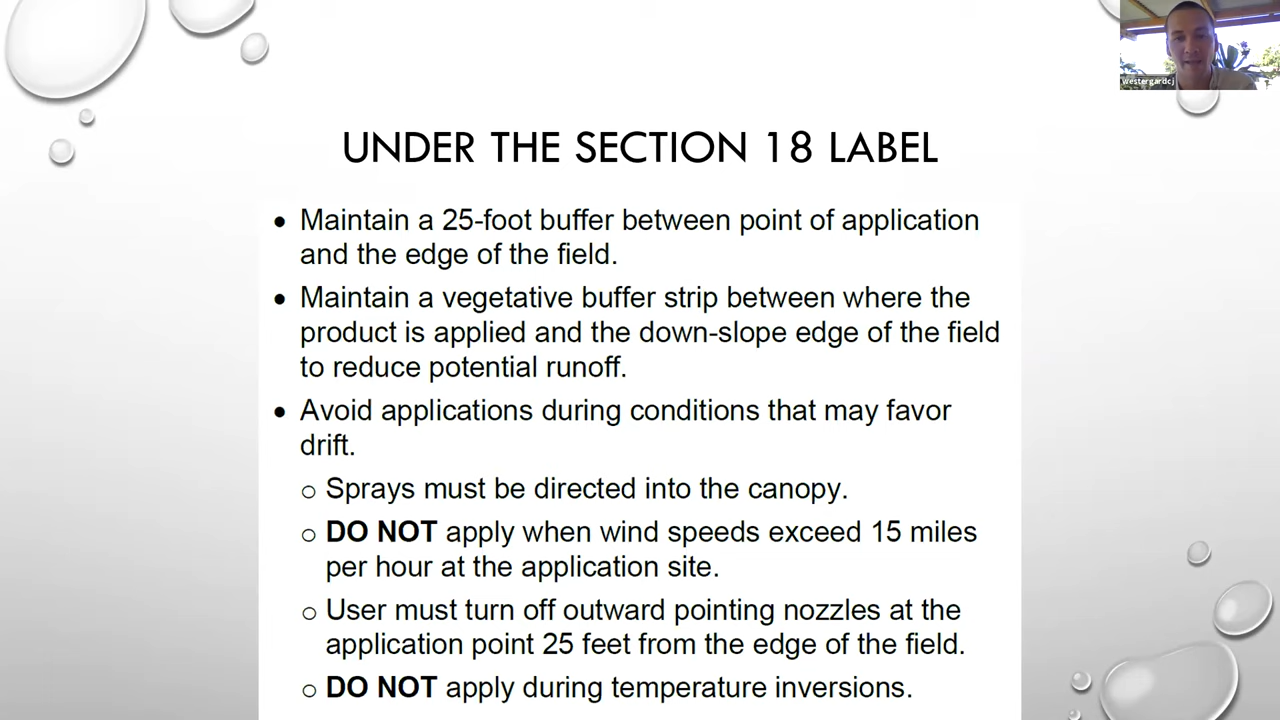 westergardcj
UNDER THE SECTION 18 LABEL
• Maintain a 25-foot buffer between point of application
and the edge of the field.
• Maintain a vegetative buffer strip between where the
product is applied and the down-slope edge of the field
to reduce potential runoff.
• Avoid applications during conditions that may favor
drift.
o Sprays must be directed into the canopy.
o DO NOT apply when wind speeds exceed 15 miles
per hour at the application site.
o User must turn off outward pointing nozzles at the
application point 25 feet from the edge of the field.
o DO NOT apply during temperature inversions.